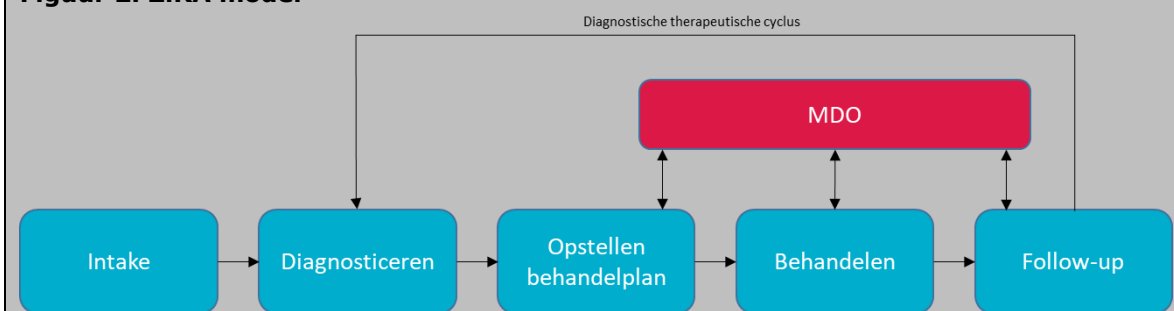 Diagnostische therapeutische cyclus
MDO
Intake
Diagnosticeren
Opstellen
behandelplan
Behandelen
Follow-up